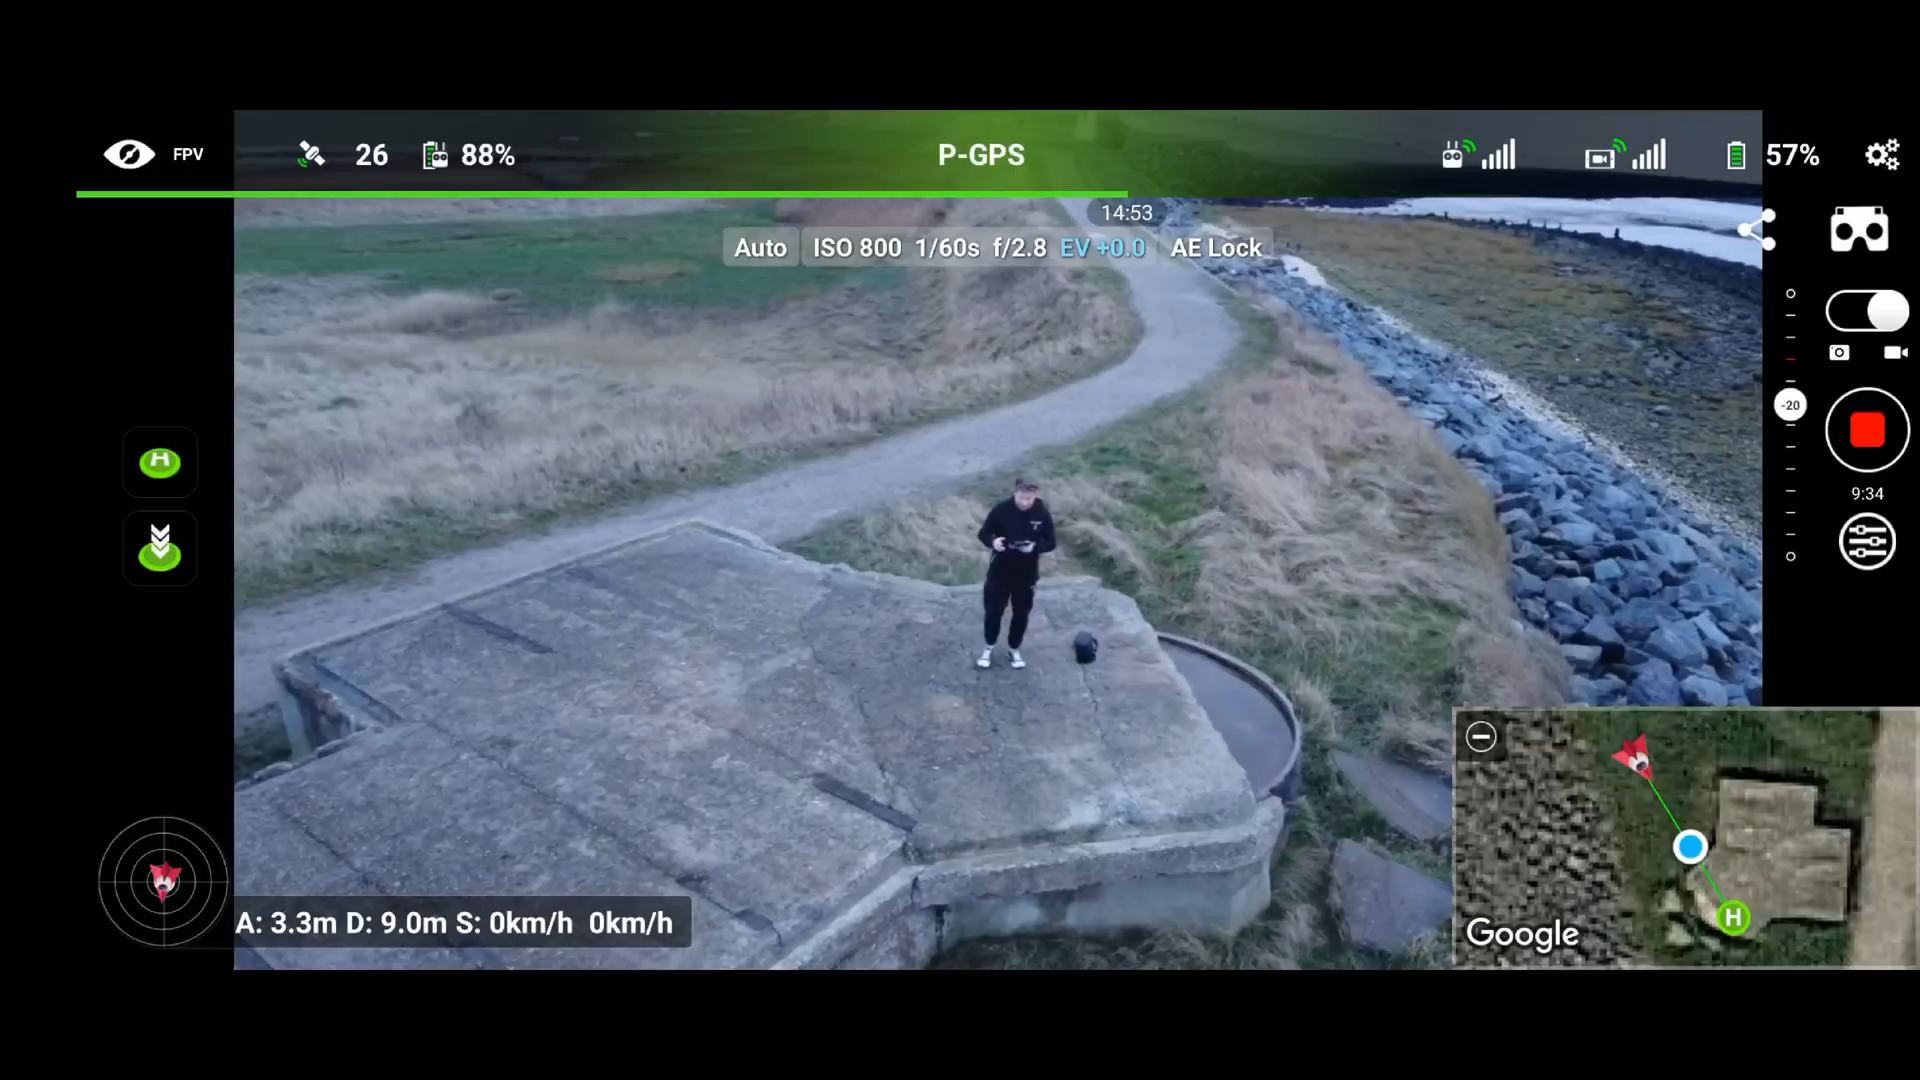 FPV
26
88%
P-GPS
57%
14:53
Auto ISO 800 1/60s f/2.8 EV +0.0 AE Lock
-20
9:34
A: 3.3m D: 9.0m S: 0km/h 0km/h
H
H
Google